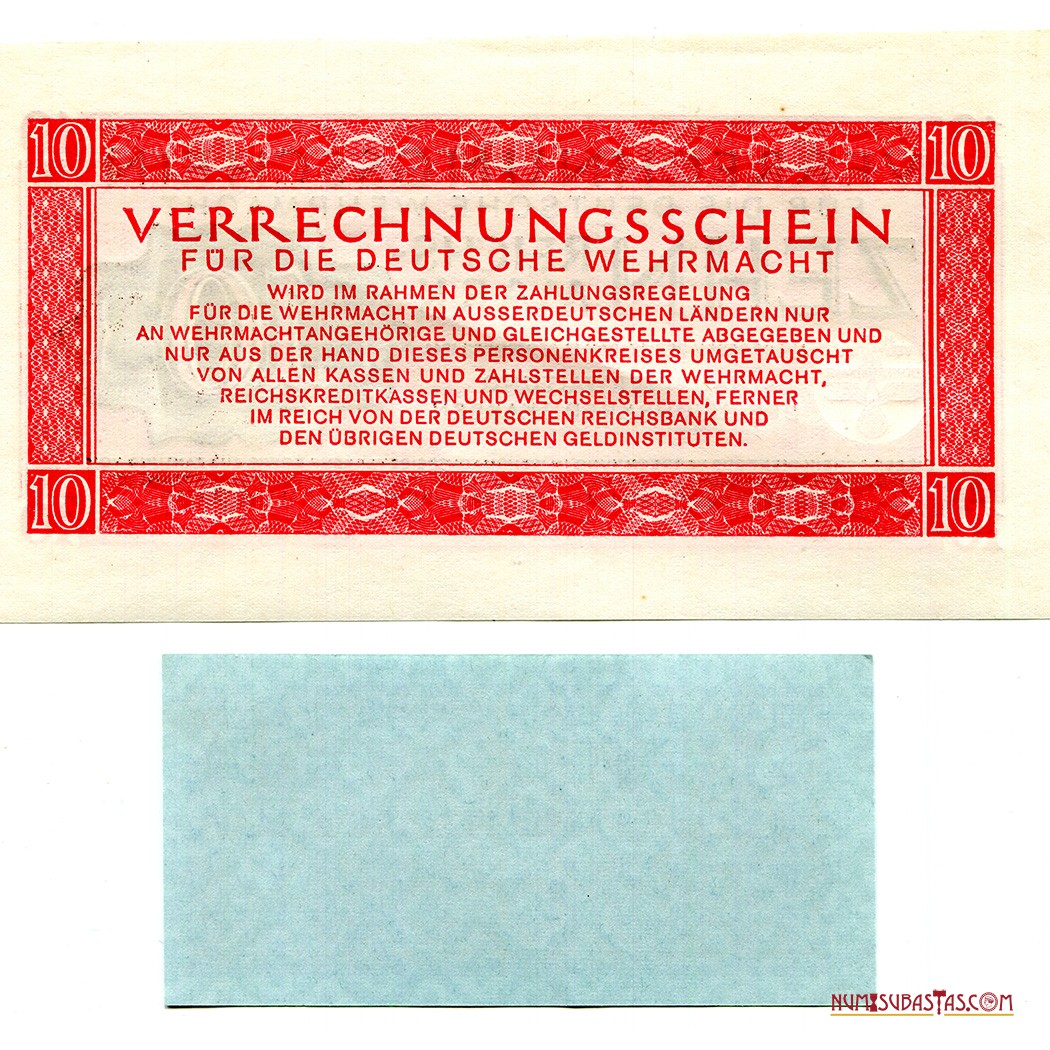 10 10
VERRECHNUNGSSCHEIN
FÜR DIE DEUTSCHE WEHRMACHT
WIRD IM RAHMEN DER ZAHLUNGSREGELUNG
FÜR DIE WEHRMACHT IN AUSSERDEUTSCHEN LÄNDERN NUR
AN WEHRMACHTANGEHÖRIGE UND GLEICHGESTELLTE ABGEGEBEN UND
NUR AUS DER HAND DIESES PERSONENKREISES UMGETAUSCHT
VON ALLEN KASSEN UND ZAHLSTELLEN DER WEHRMACHT,
REICHSKREDITKASSEN UND WECHSELSTELLEN, FERNER
IM REICH VON DER DEUTSCHEN REICHSBANK UND
DEN ÜBRIGEN DEUTSCHEN GELDINSTITUTEN.
10 10
NUMISUBASTAS.COM